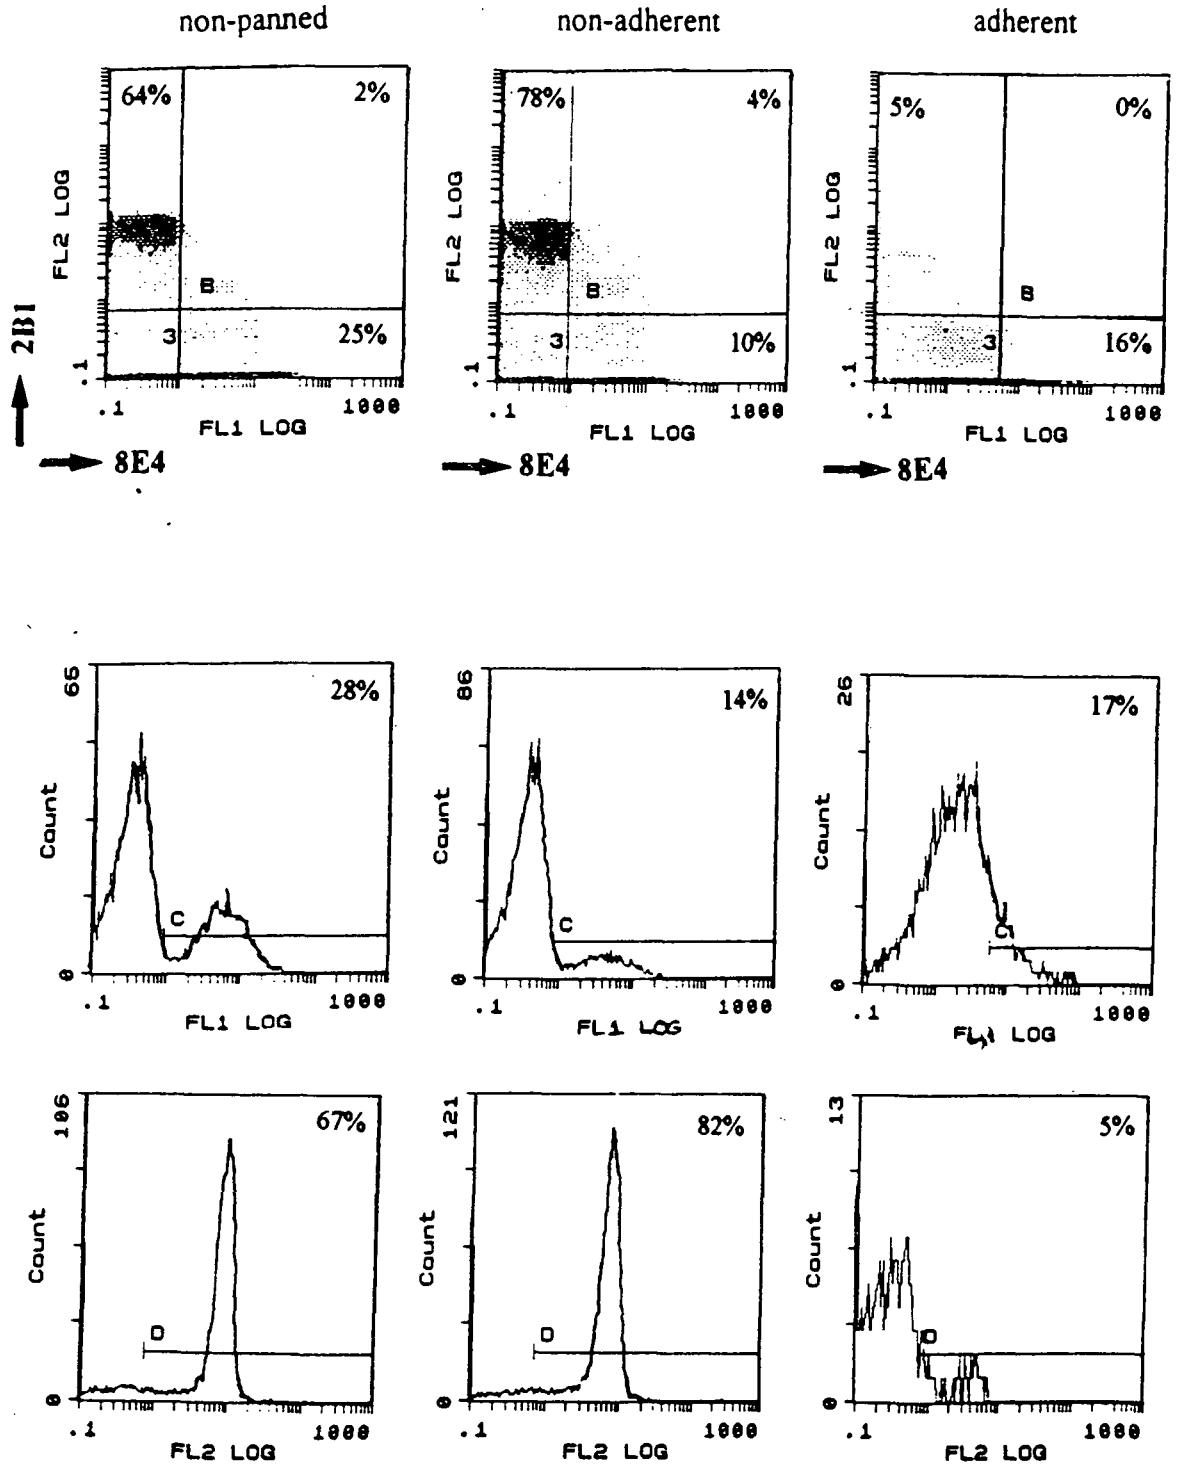 non-panned non-adherent adherent
64% 2% 78% 4% 5% 0%
FL2 LOG FL2 LOG FL2 LOG
B B B
3 25% 3 10% 3 16%
.1 .1 .1
2B1
.1 1000 .1 1000 .1 1000
FL1 LOG FL1 LOG FL1 LOG
8E4 8E4 8E4
65 28% 86 14% 26 17%
Count Count Count
C C C
0 0 0
.1 1000 .1 1000 .1 1000
FL1 LOG FL1 LOG FL1 LOG
106 67% 121 82% 13 5%
Count Count Count
D D D
0 0 0
.1 1000 .1 1000 .1 1000
FL2 LOG FL2 LOG FL2 LOG